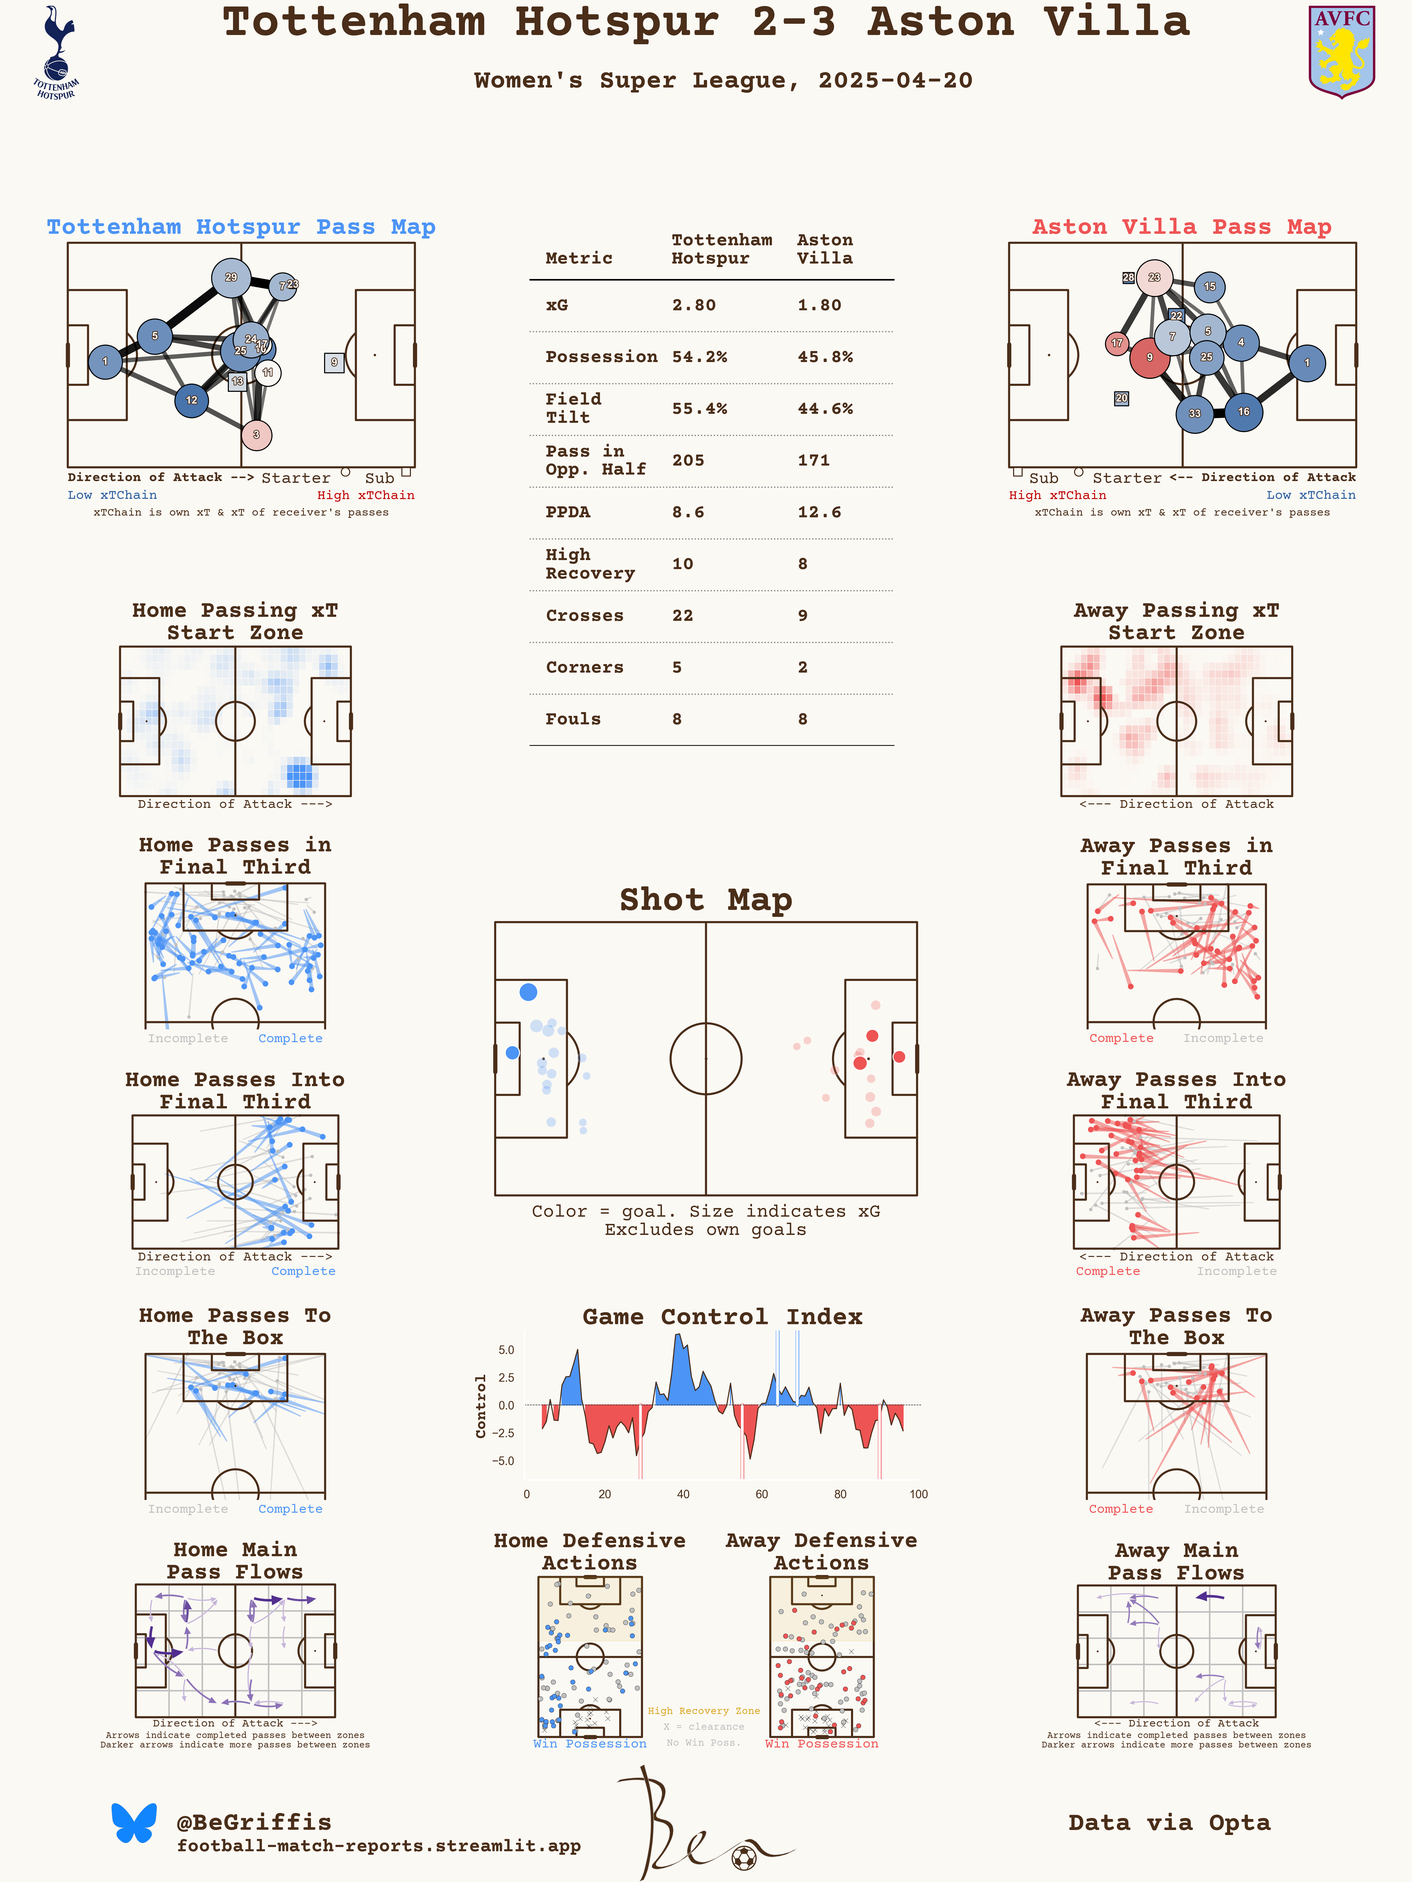 Tottenham Hotspur 2-3 Aston Villa
Women's Super League, 2025-04-20
TOTTENHAM
HOTSPUR
AVFC
Tottenham Hotspur Pass Map
29
7
23
5
24
17
25
10
1
9
11
13
12
3
Direction of Attack --> Starter Sub
Low xTChain High xTChain
xTChain is own xT & xT of receiver's passes
Metric Tottenham Hotspur Aston Villa
xG 2.80 1.80
Possession 54.2% 45.8%
Field Tilt 55.4% 44.6%
Pass in Opp. Half 205 171
PPDA 8.6 12.6
High Recovery 10 8
Crosses 22 9
Corners 5 2
Fouls 8 8
Aston Villa Pass Map
28
23
15
22
5
7
17
4
9
25
1
20
33
16
Sub Starter <-- Direction of Attack
High xTChain Low xTChain
xTChain is own xT & xT of receiver's passes
Home Passing xT
Start Zone
Direction of Attack --->
Away Passing xT
Start Zone
<--- Direction of Attack
Home Passes in
Final Third
Incomplete Complete
Away Passes in
Final Third
Complete Incomplete
Shot Map
Color = goal. Size indicates xG
Excludes own goals
Home Passes Into
Final Third
Direction of Attack --->
Incomplete Complete
Away Passes Into
Final Third
<--- Direction of Attack
Complete Incomplete
Home Passes To
The Box
Incomplete Complete
Game Control Index
Control
5.0
2.5
0.0
−2.5
−5.0
0 20 40 60 80 100
Away Passes To
The Box
Complete Incomplete
Home Main
Pass Flows
Direction of Attack --->
Arrows indicate completed passes between zones
Darker arrows indicate more passes between zones
Home Defensive
Actions
Win Possession
Away Defensive
Actions
Win Possession
High Recovery Zone
X = clearance
No Win Poss.
Away Main
Pass Flows
<--- Direction of Attack
Arrows indicate completed passes between zones
Darker arrows indicate more passes between zones
@BeGriffis
football-match-reports.streamlit.app
Ben
Data via Opta